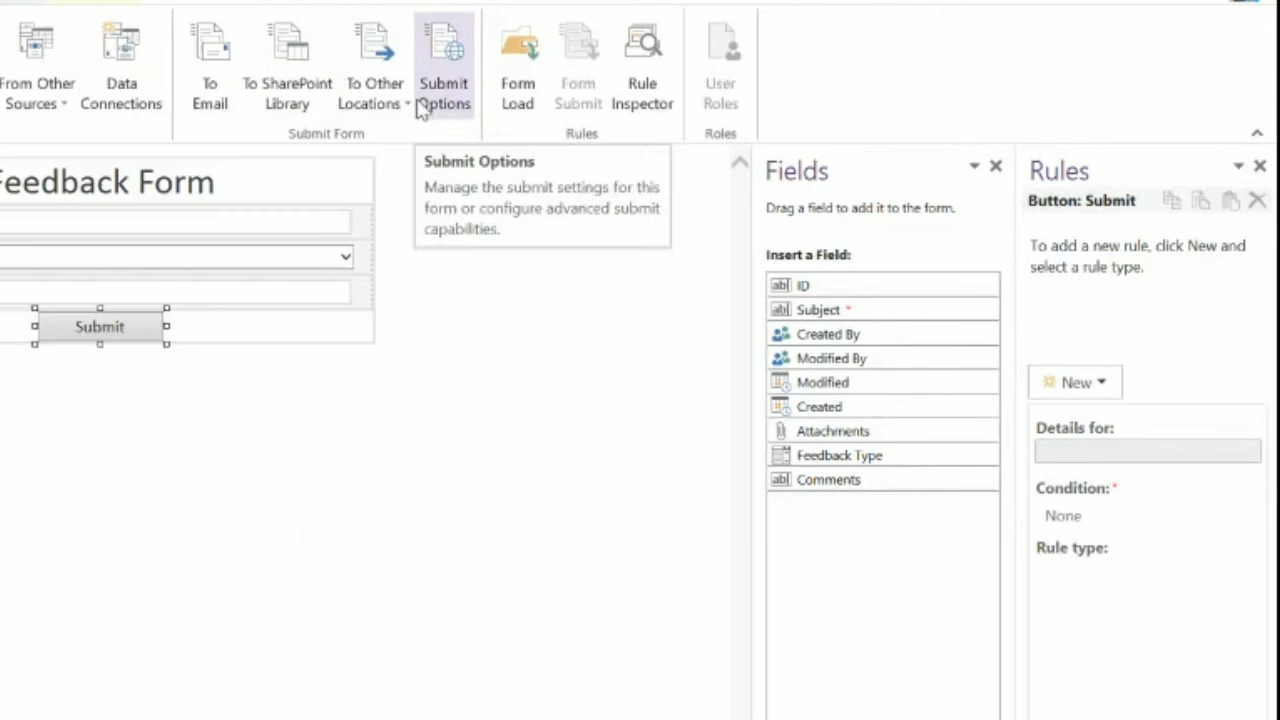 From Other
Sources
Data
Connections
To
Email
To SharePoint
Library
To Other
Locations
Submit
Options
Form
Load
Form
Submit
Rule
Inspector
User
Roles
Submit Form
Rules
Roles
Submit Options
Manage the submit settings for this
form or configure advanced submit
capabilities.
Feedback Form
Submit
Fields
Drag a field to add it to the form.
Insert a Field:
ID
Subject *
Created By
Modified By
Modified
Created
Attachments
Feedback Type
Comments
Rules
Button: Submit
To add a new rule, click New and
select a rule type.
New
Details for:
Condition:*
None
Rule type: